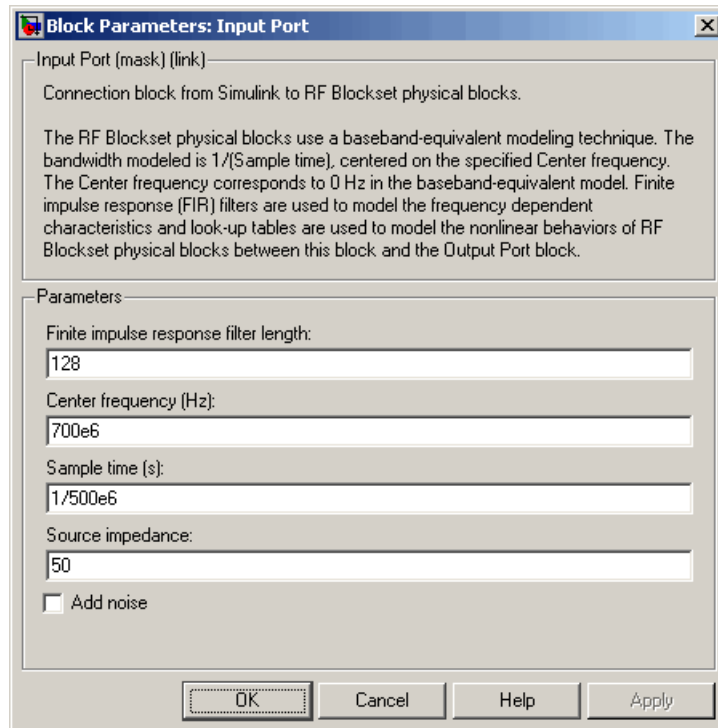 Block Parameters: Input Port
Input Port (mask) (link)
Connection block from Simulink to RF Blockset physical blocks.
The RF Blockset physical blocks use a baseband-equivalent modeling technique. The
bandwidth modeled is 1/(Sample time), centered on the specified Center frequency.
The Center frequency corresponds to 0 Hz in the baseband-equivalent model. Finite
impulse response (FIR) filters are used to model the frequency dependent
characteristics and look-up tables are used to model the nonlinear behaviors of RF
Blockset physical blocks between this block and the Output Port block.
Parameters
Finite impulse response filter length:
128
Center frequency (Hz):
700e6
Sample time (s):
1/500e6
Source impedance:
50
Add noise
OK Cancel Help Apply